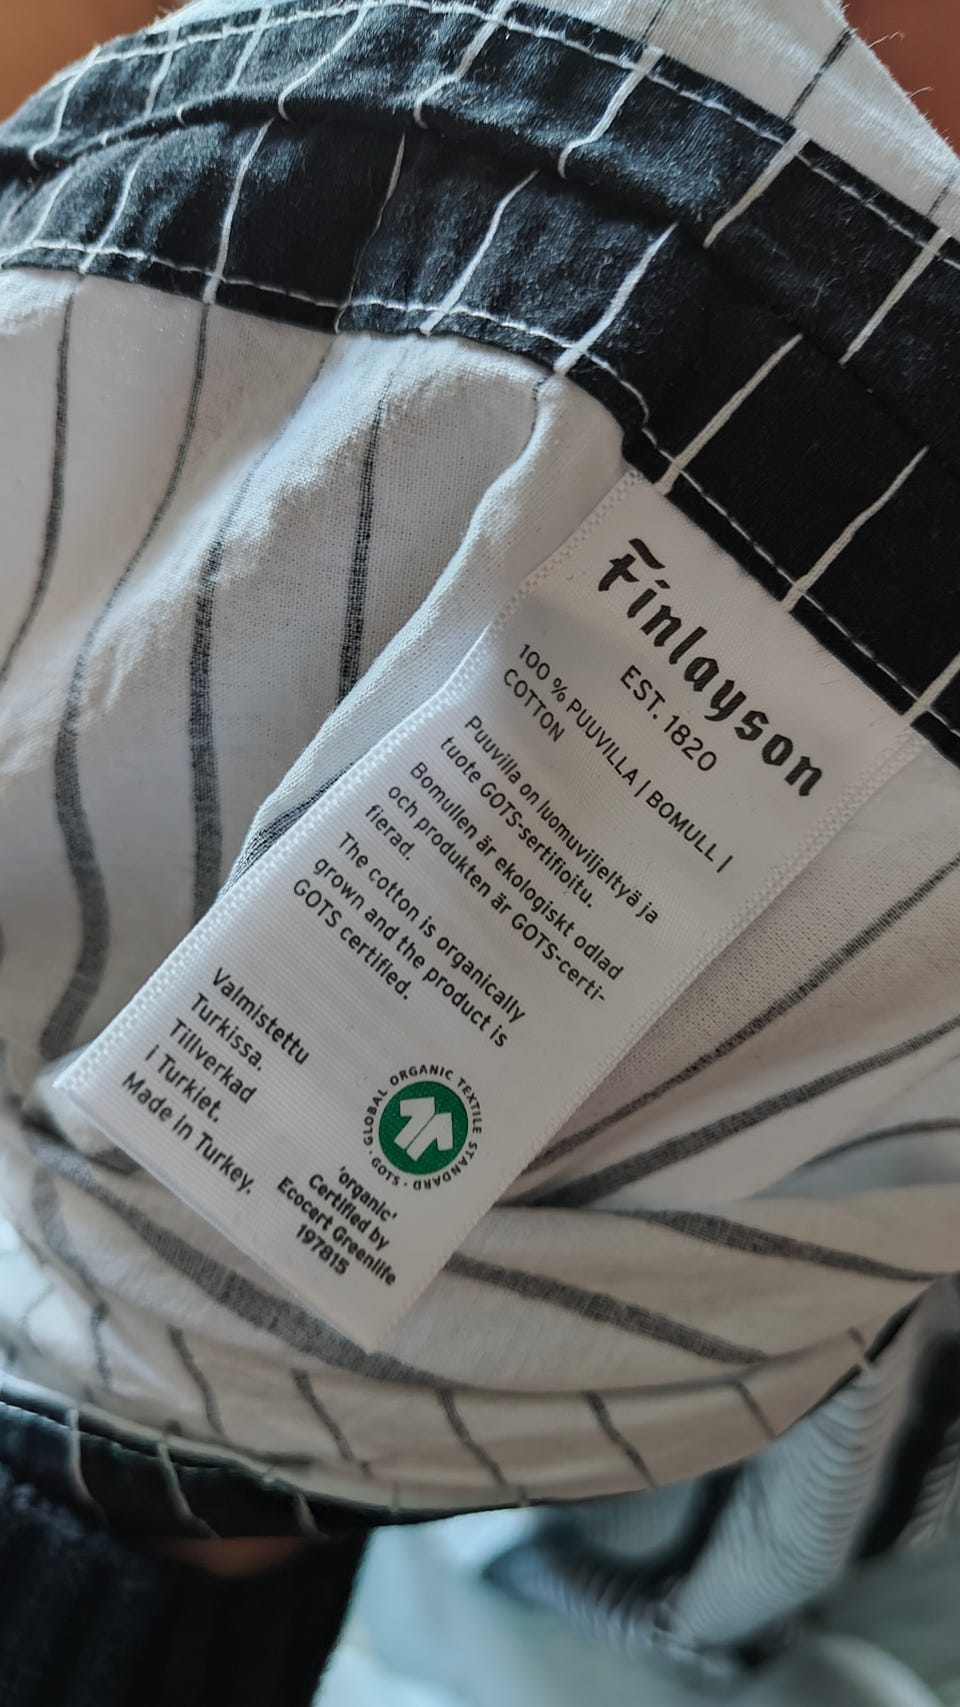 Finlayson
EST. 1820
100 % PUUVILLA | BOMULL |
COTTON
Puuvilla on luomuviljeltyä ja
tuote GOTS-sertifioitu.
Bomullen är ekologiskt odlad
och produkten är GOTS-certi-
fierad.
The cotton is organically
grown and the product is
GOTS certified.
Valmistettu
Turkissa.
Tillverkad
i Turkiet.
Made in Turkey.
GLOBAL ORGANIC TEXTILE STANDARD · GOTS ·
'organic'
Certified by
Ecocert Greenlife
197815